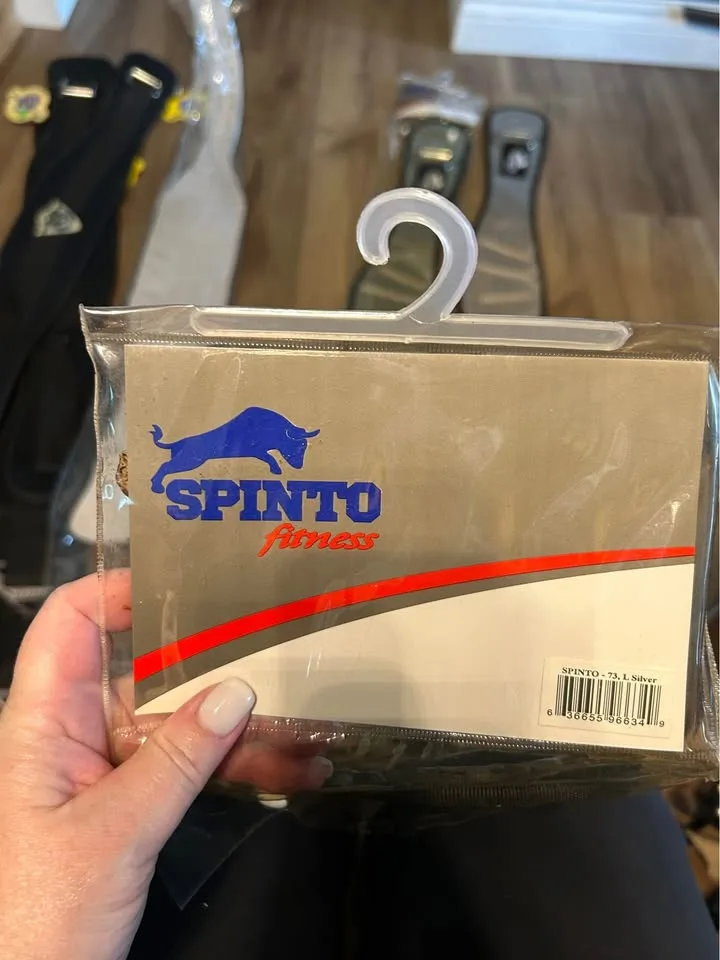 SPINTO
fitness
SPINTO - 73, L Silver
6 36655 96634 9